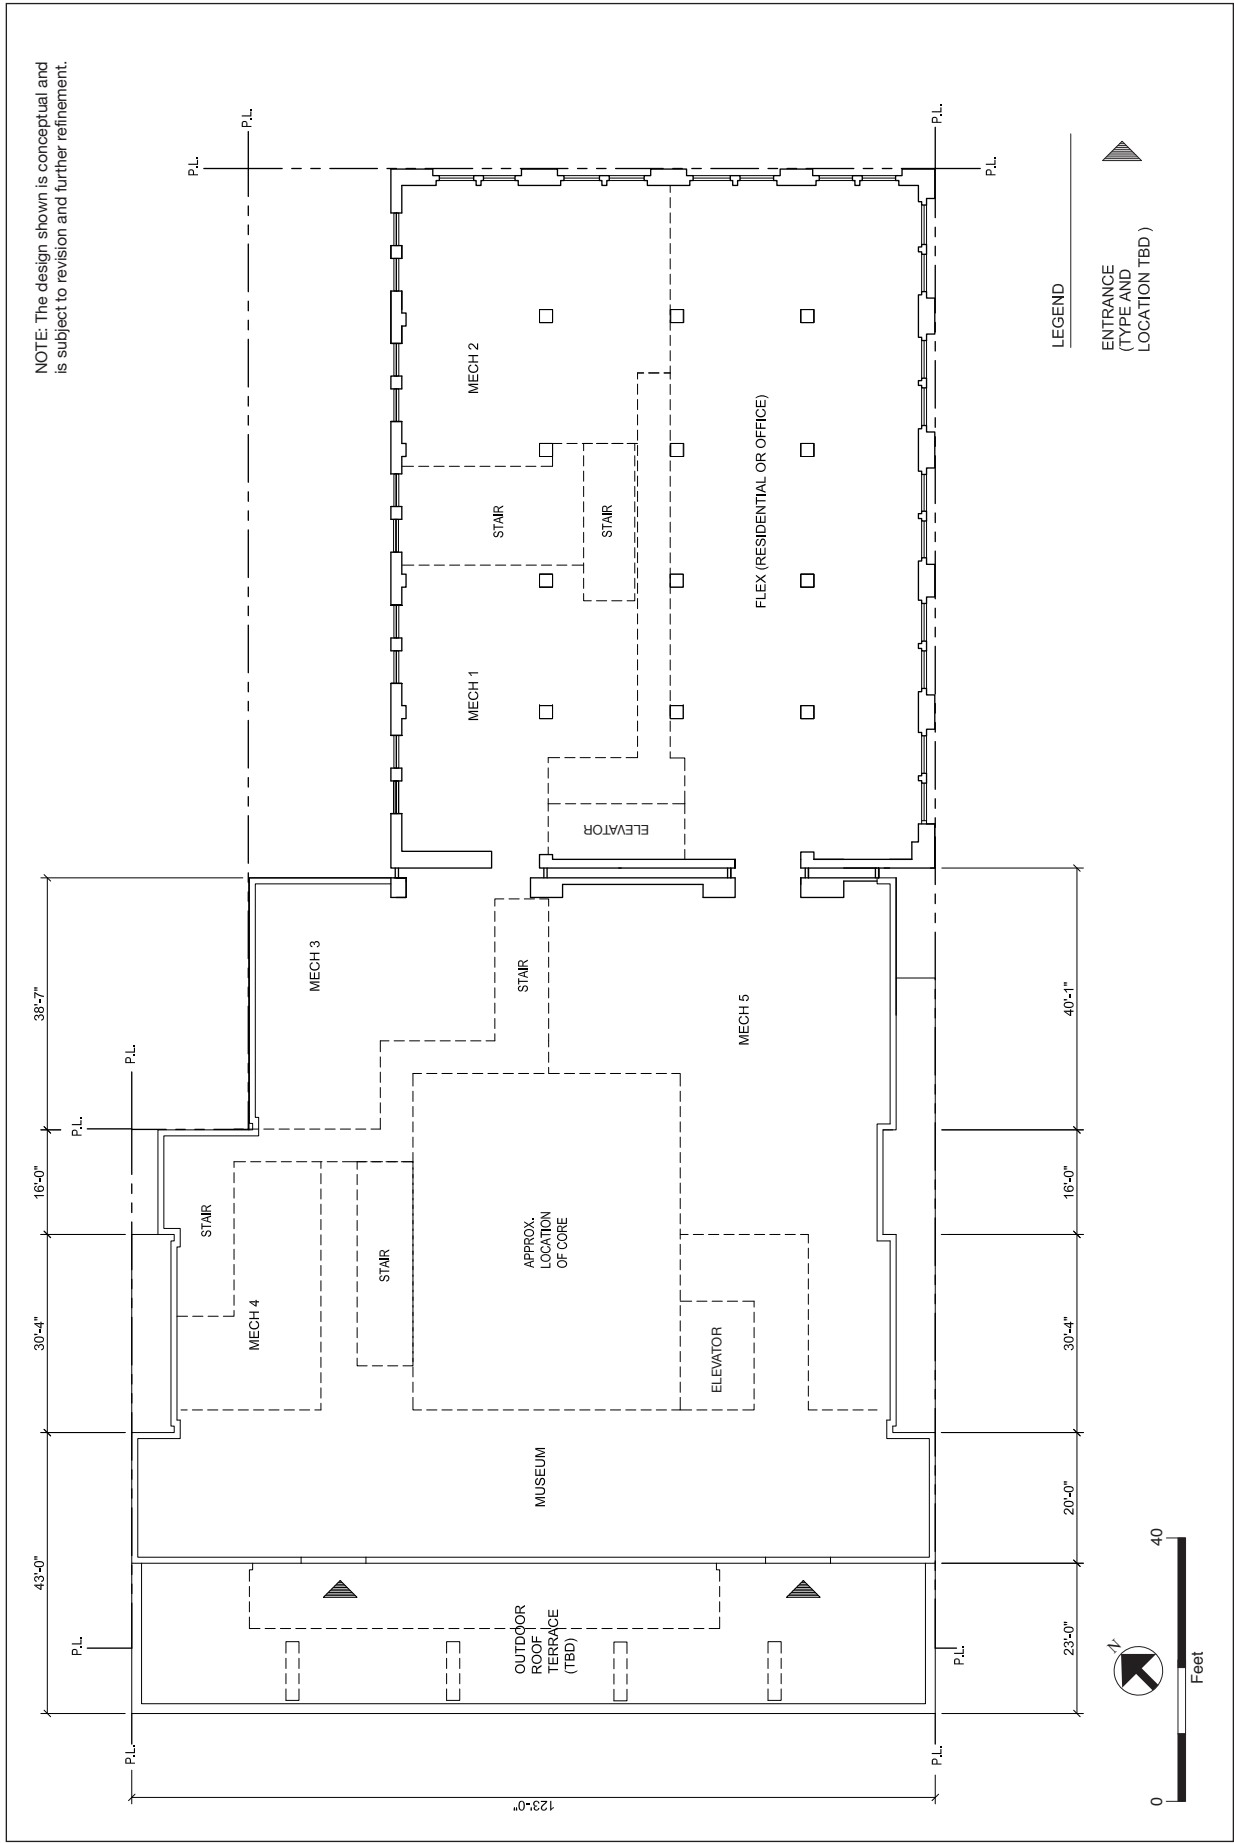 NOTE: The design shown is conceptual and
is subject to revision and further refinement.
P.L.
P.L.
P.L.
P.L.
MECH 2
STAIR
STAIR
MECH 1
FLEX (RESIDENTIAL OR OFFICE)
ELEVATOR
LEGEND
ENTRANCE
(TYPE AND
LOCATION TBD )
38'-7"
16'-0"
30'-4"
43'-0"
P.L.
P.L.
P.L.
P.L.
MECH 3
STAIR
MECH 5
STAIR
STAIR
MECH 4
APPROX.
LOCATION
OF CORE
ELEVATOR
MUSEUM
OUTDOOR
ROOF
TERRACE
(TBD)
40'-1"
16'-0"
30'-4"
20'-0"
23'-0"
P.L.
P.L.
123'-0"
N
0
40
Feet